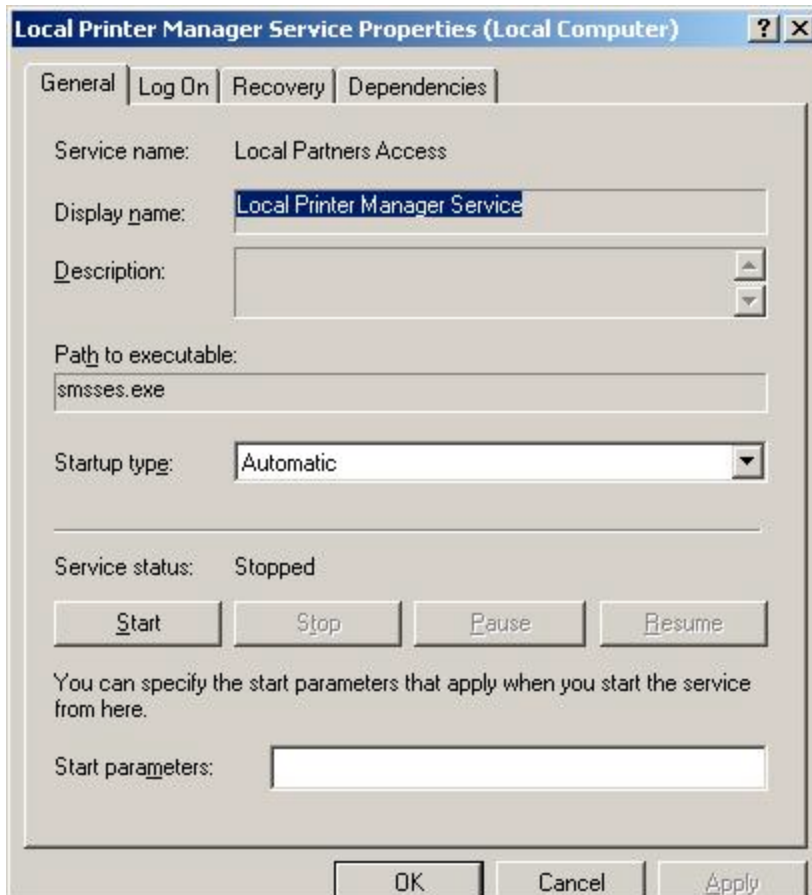 Local Printer Manager Service Properties (Local Computer)
General Log On Recovery Dependencies
Service name: Local Partners Access
Display name: Local Printer Manager Service
Description:
Path to executable:
smsses.exe
Startup type: Automatic
Service status: Stopped
Start Stop Pause Resume
You can specify the start parameters that apply when you start the service
from here.
Start parameters:
OK Cancel Apply